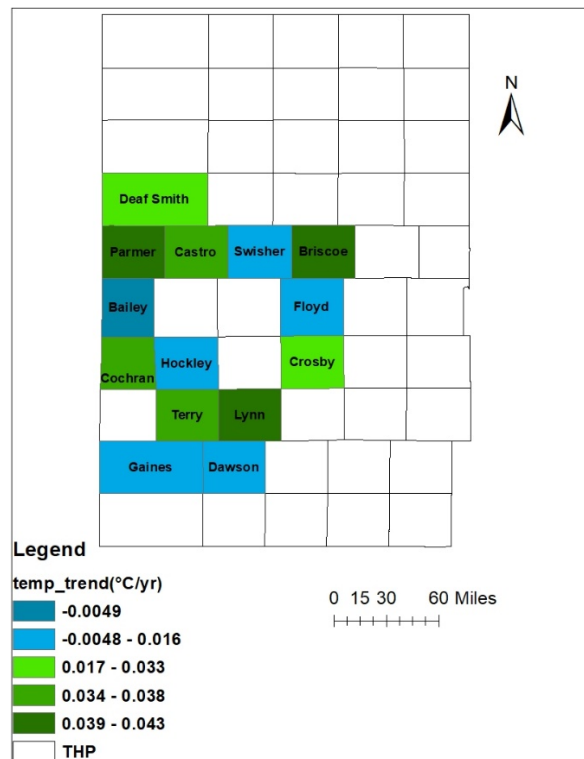 N
Deaf Smith
Parmer Castro Swisher Briscoe
Bailey Floyd
Cochran Hockley Crosby
Terry Lynn
Gaines Dawson
Legend
temp_trend(°C/yr)
-0.0049
-0.0048 - 0.016
0.017 - 0.033
0.034 - 0.038
0.039 - 0.043
THP
0 15 30 60 Miles